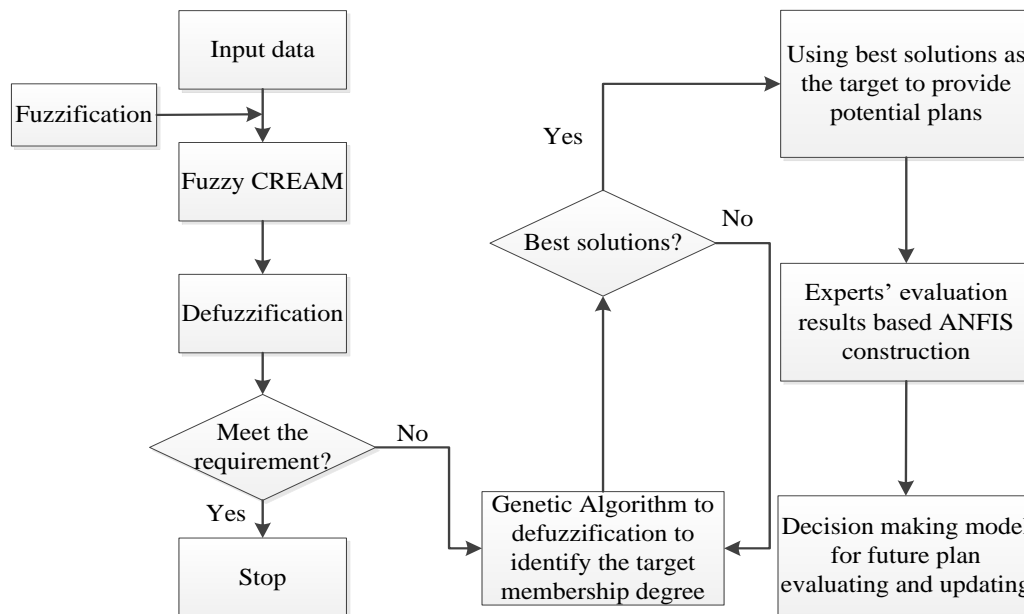 Input data
Fuzzification
Fuzzy CREAM
Defuzzification
Meet the
requirement?
No
Yes
Stop
Genetic Algorithm to
defuzzification to
identify the target
membership degree
Best solutions?
Yes
No
Using best solutions as
the target to provide
potential plans
Experts’ evaluation
results based ANFIS
construction
Decision making model
for future plan
evaluating and updating